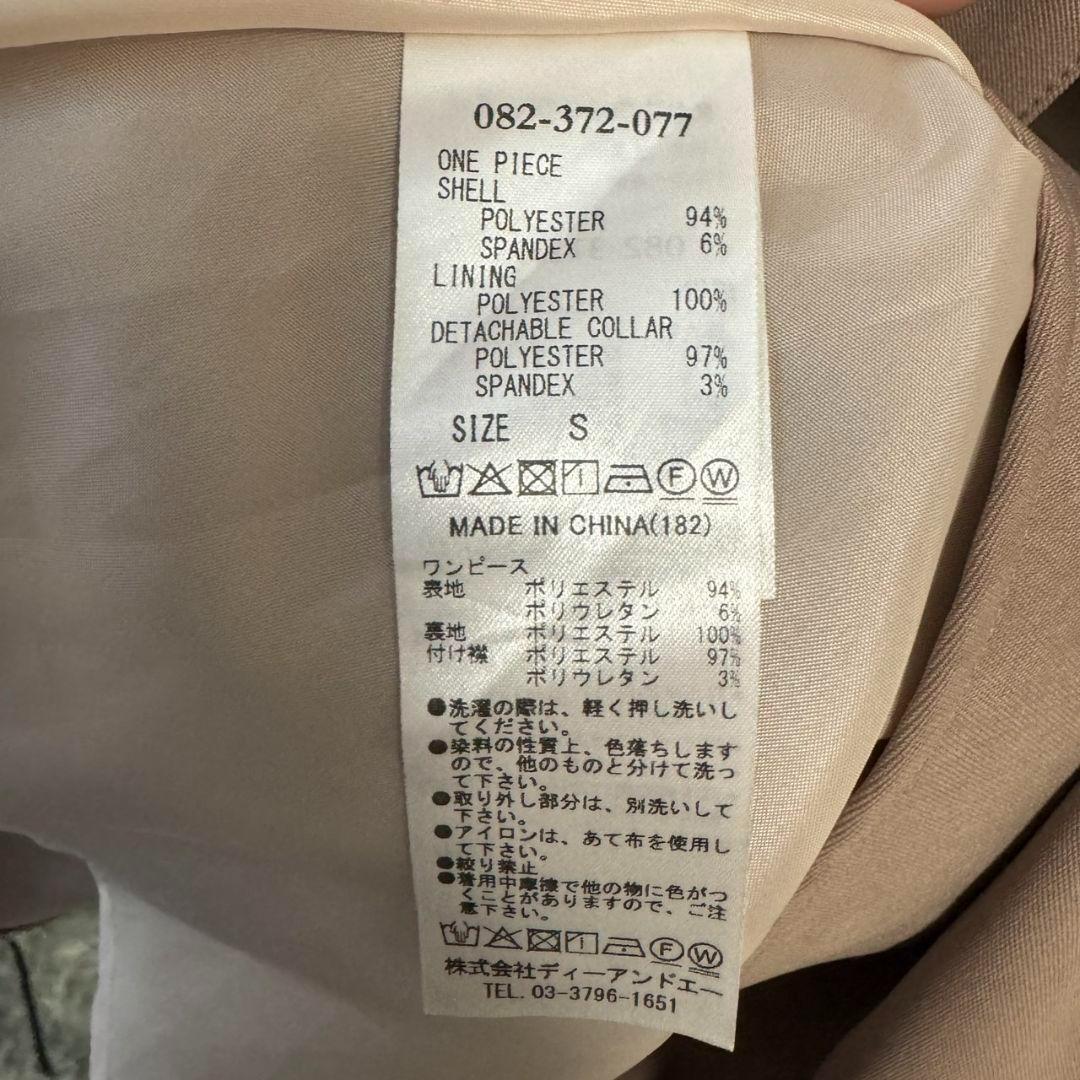 082-372-077
ONE PIECE
SHELL
POLYESTER 94%
SPANDEX 6%
LINING
POLYESTER 100%
DETACHABLE COLLAR
POLYESTER 97%
SPANDEX 3%
SIZE S
F W
MADE IN CHINA(182)
ワンピース
表地 ポリエステル 94%
ポリウレタン 6%
裏地 ポリエステル 100%
付け襟 ポリエステル 97%
ポリウレタン 3%
●洗濯の際は、軽く押し洗いし
てください。
●染料の性質上、色落ちします
ので、他のものと分けて洗っ
て下さい。
●取り外し部分は、別洗いして
下さい。
●アイロンは、あて布を使用し
て下さい。
●絞り禁止
●着用中摩擦で他の物に色がつ
くことがありますので、ご注
意下さい。
F W
株式会社ディーアンドエー
TEL. 03-3796-1651